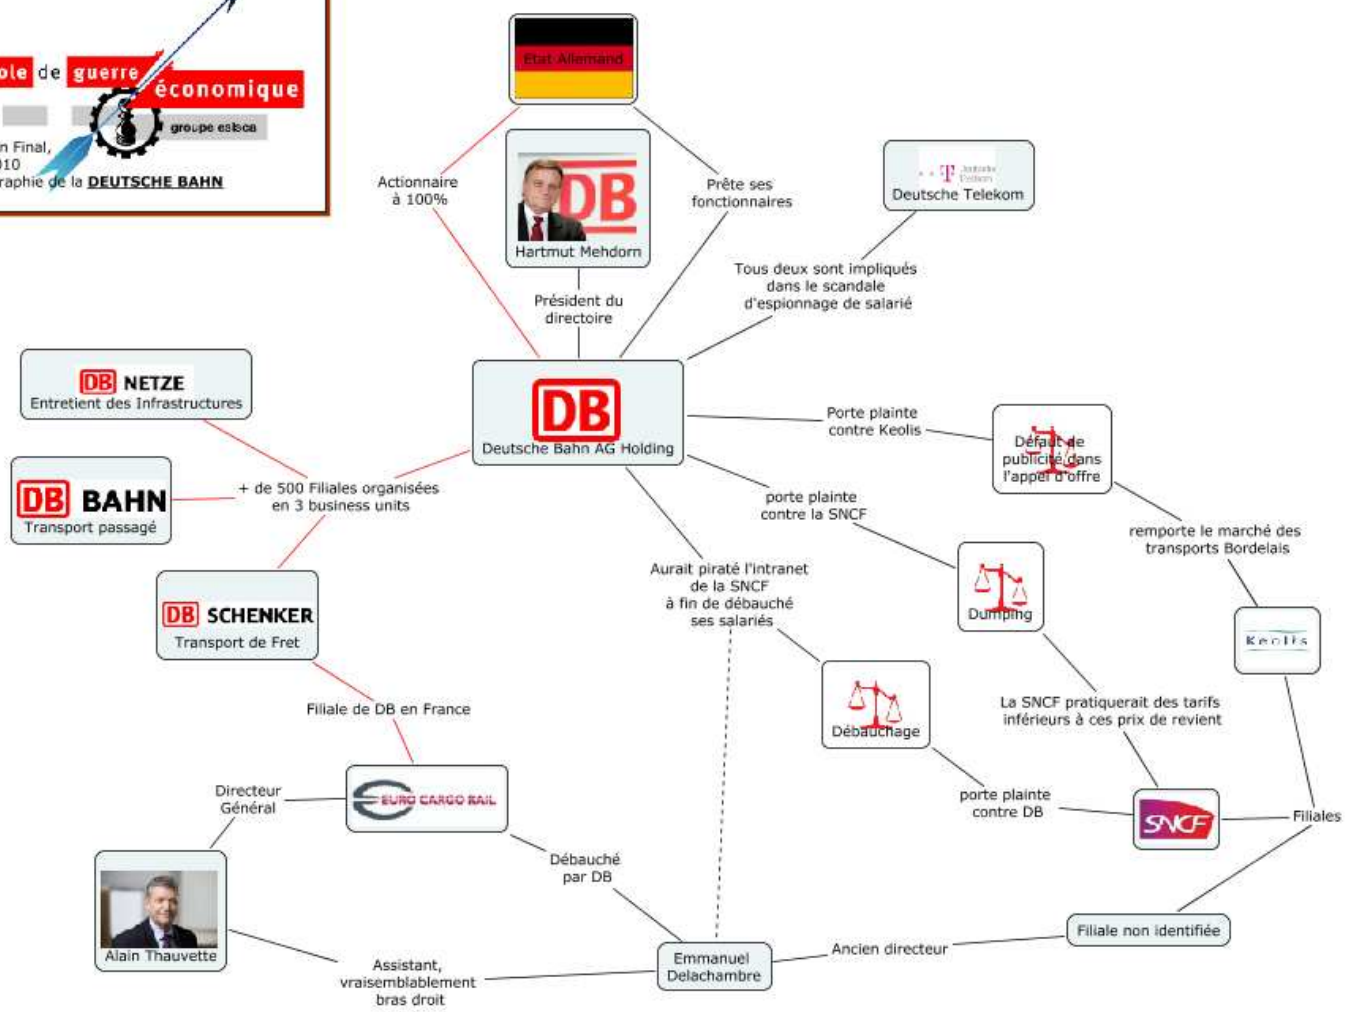 ole de guerre
économique
groupe eslsca
n Final,
010
raphie de la DEUTSCHE BAHN
Etat Allemand
Actionnaire
à 100%
DB
Hartmut Mehdorn
Prête ses
fonctionnaires
T
Deutsche Telekom
Président du
directoire
Tous deux sont impliqués
dans le scandale
d'espionnage de salarié
DB NETZE
Entretient des Infrastructures
DB
Deutsche Bahn AG Holding
Porte plainte
contre Keolis
Défaut de
publicité dans
l'appel d'offre
DB BAHN
Transport passagé
+ de 500 Filiales organisées
en 3 business units
porte plainte
contre la SNCF
remporte le marché des
transports Bordelais
DB SCHENKER
Transport de Fret
Aurait piraté l'intranet
de la SNCF
à fin de débauché
ses salariés
Dumping
Keolis
Filiale de DB en France
Débauchage
La SNCF pratiquerait des tarifs
inférieurs à ces prix de revient
Directeur
Général
EURO CARGO RAIL
porte plainte
contre DB
SNCF
Filiales
Débauché
par DB
Alain Thauvette
Assistant,
vraisemblablement
bras droit
Emmanuel
Delachambre
Ancien directeur
Filiale non identifiée